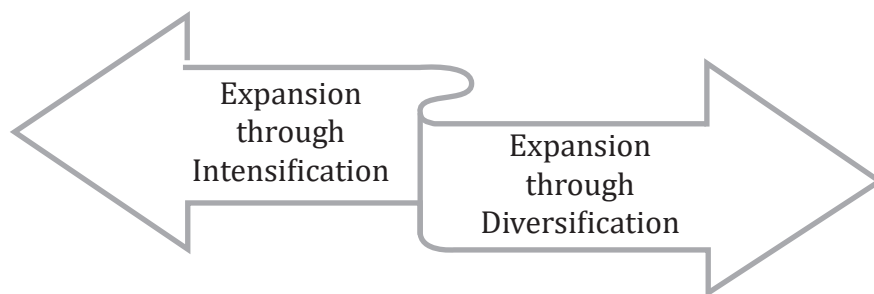 Expansion
through
Intensification
Expansion
through
Diversification